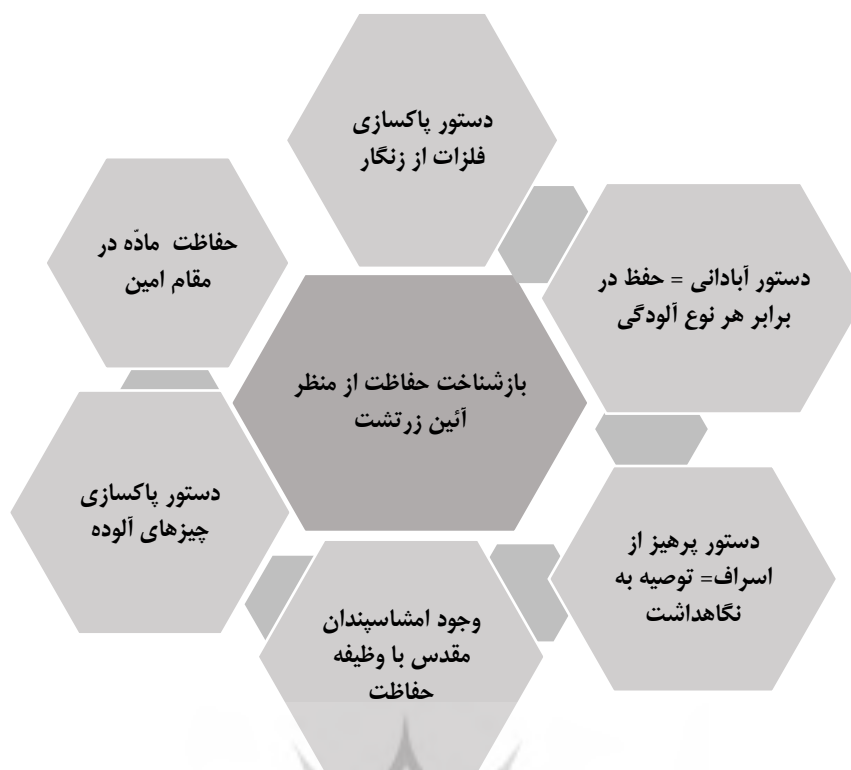 دستور پاکسازی
فلزات از زنگار
دستور آبادانی = حفظ در
برابر هر نوع آلودگی
دستور پرهیز از
اسراف= توصیه به
نگاهداشت
وجود امشاسپندان
مقدس با وظیفه
حفاظت
دستور پاکسازی
چیزهای آلوده
حفاظت مادّه در
مقام امین
بازشناخت حفاظت از منظر
آئین زرتشت